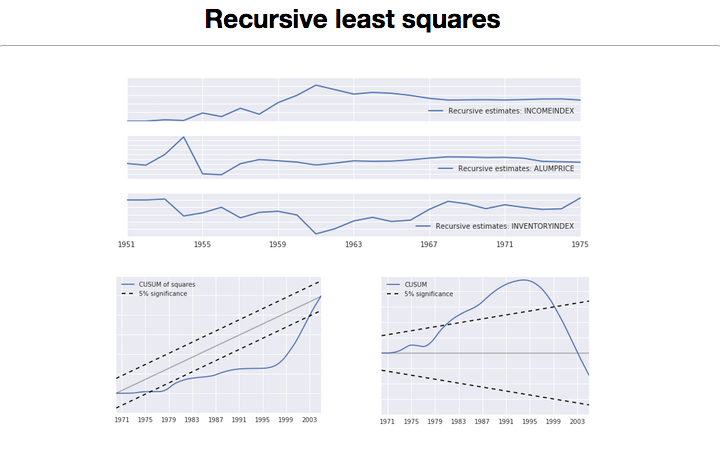 Recursive least squares
Recursive estimates: INCOMEINDEX
Recursive estimates: ALUMPRICE
Recursive estimates: INVENTORYINDEX
1951 1955 1959 1963 1967 1971 1975
CUSUM of squares
5% significance
1971 1975 1979 1983 1987 1991 1995 1999 2003
CUSUM
5% significance
1971 1975 1979 1983 1987 1991 1995 1999 2003